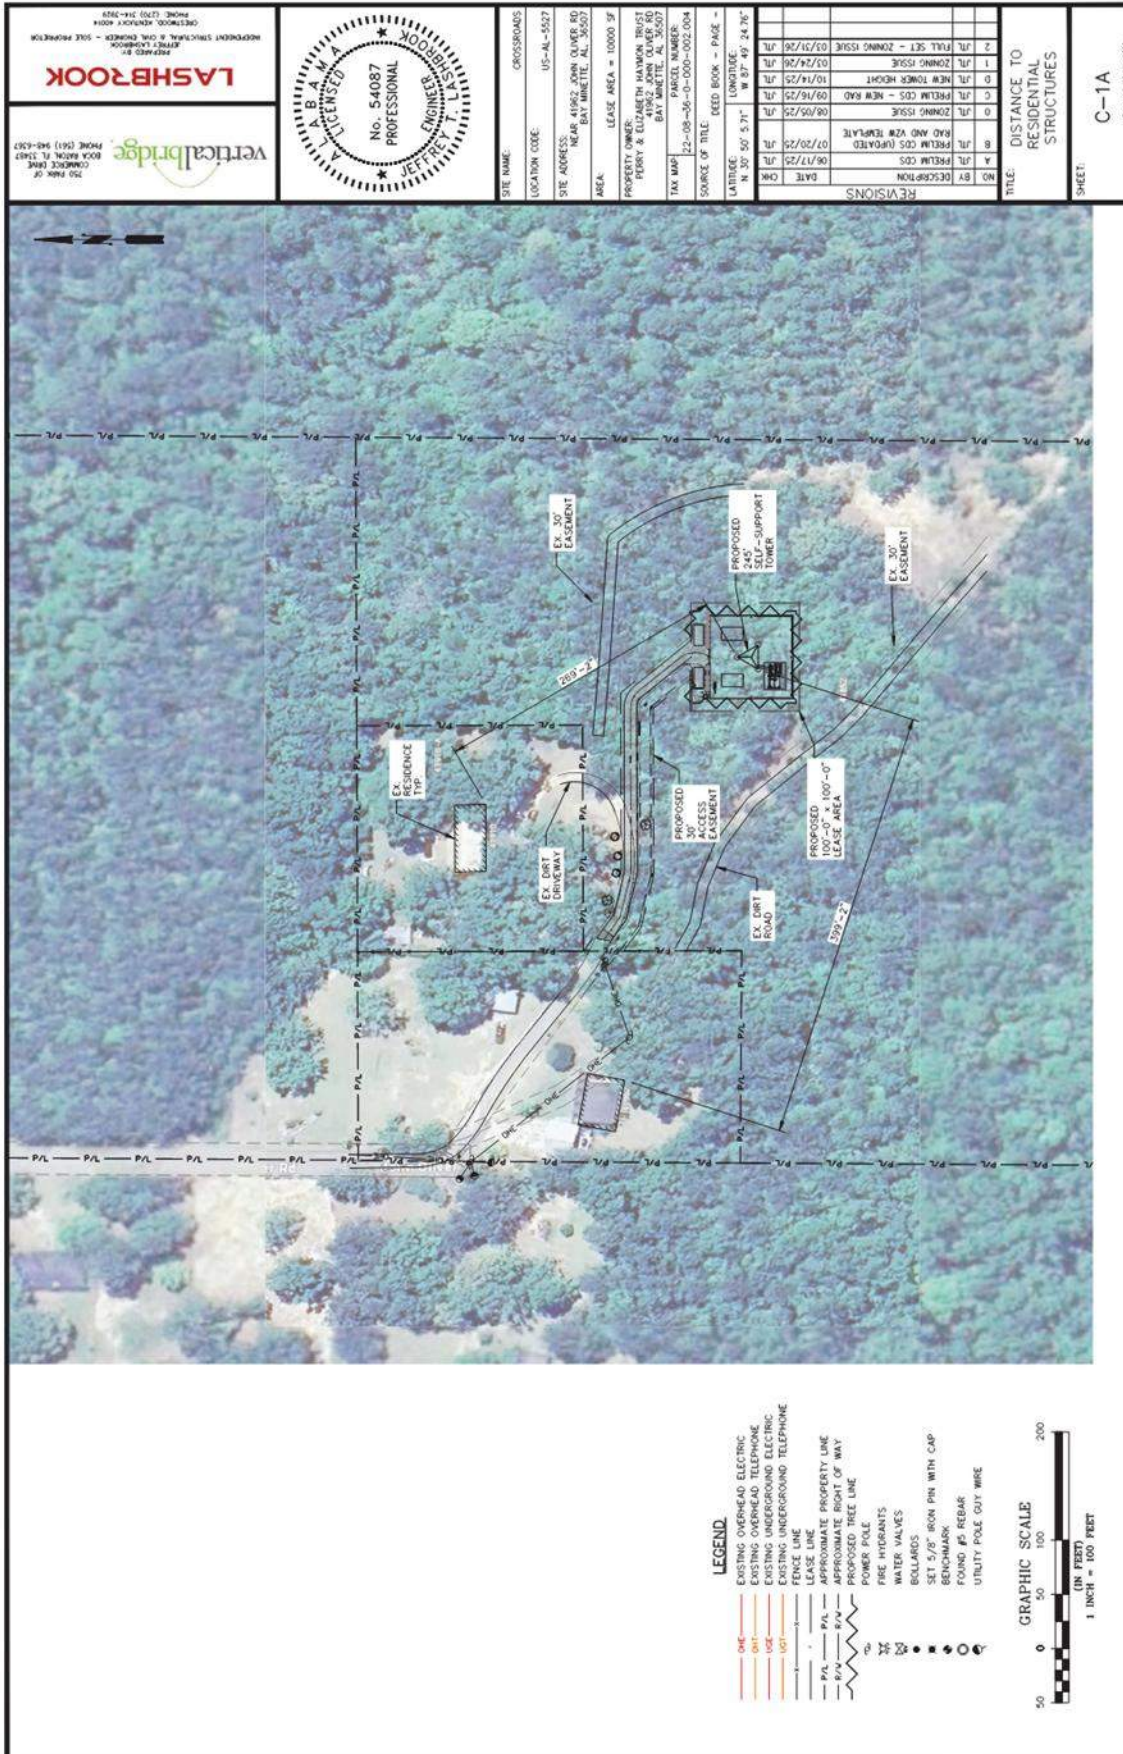 verticalbridge
750 PARK OF
COMMERCE DRIVE
BOCA RATON FL 33487
PHONE (561) 948-6367
LASHBROOK
PREPARED BY:
JEFFREY LASHBROOK
INDEPENDENT STRUCTURAL & CIVIL ENGINEER - SOLE PROPRIETOR
CRESTWOOD, KENTUCKY 40014
PHONE: (270) 314-3929
ALABAMA
LICENSED
No. 54087
PROFESSIONAL
ENGINEER
JEFFREY T. LASHBROOK
SITE NAME:
CROSSROADS
LOCATION CODE:
US-AL-5527
SITE ADDRESS:
NEAR 41962 JOHN OLIVER RD
BAY MINETTE, AL, 36507
AREA:
LEASE AREA = 10000 SF
PROPERTY OWNER:
PERRY & ELIZABETH HAYMON TRUST
41962 JOHN OLIVER RD
BAY MINETTE, AL 36507
TAX MAP
PARCEL NUMBER:
22-08-36-0-000-002.004
SOURCE OF TITLE:
DEED BOOK - PAGE -
LATITUDE:
N 30° 50' 5.71"
LONGITUDE:
W 87° 49' 24.76"
2 JTL FULL SET - ZONING ISSUE 03/31/26 JTL
1 JTL ZONING ISSUE 03/24/26 JTL
D JTL NEW TOWER HEIGHT 10/14/25 JTL
C JTL PRELIM CDS - NEW RAD 09/16/25 JTL
0 JTL ZONING ISSUE 08/05/25 JTL
B JTL PRELIM CDS (UPDATED
RAD AND VZW TEMPLATE 07/20/25 JTL
A JTL PRELIM CDS 06/17/25 JTL
NO. BY DESCRIPTION DATE CHK
REVISIONS
TITLE:
DISTANCE TO
RESIDENTIAL
STRUCTURES
SHEET:
C-1A
N
P/L
EX. 30'
EASEMENT
PROPOSED
245'
SELF-SUPPORT
TOWER
EX. 30'
EASEMENT
269'-2"
EX.
RESIDENCE
TYP.
EX. DIRT
DRIVEWAY
PROPOSED
30'
ACCESS
EASEMENT
PROPOSED
100'-0" x 100'-0"
LEASE AREA
EX. DIRT
ROAD
399'-2"
OHE
OHE
OHE
LEGEND
OHE EXISTING OVERHEAD ELECTRIC
OHT EXISTING OVERHEAD TELEPHONE
UGE EXISTING UNDERGROUND ELECTRIC
UGT EXISTING UNDERGROUND TELEPHONE
X X FENCE LINE
LEASE LINE
P/L P/L APPROXIMATE PROPERTY LINE
R/W R/W APPROXIMATE RIGHT OF WAY
PROPOSED TREE LINE
POWER POLE
FIRE HYDRANTS
WATER VALVES
BOLLARDS
SET 5/8" IRON PIN WITH CAP
BENCHMARK
FOUND #5 REBAR
UTILITY POLE GUY WIRE
GRAPHIC SCALE
50 0 50 100 200
(IN FEET)
1 INCH = 100 FEET